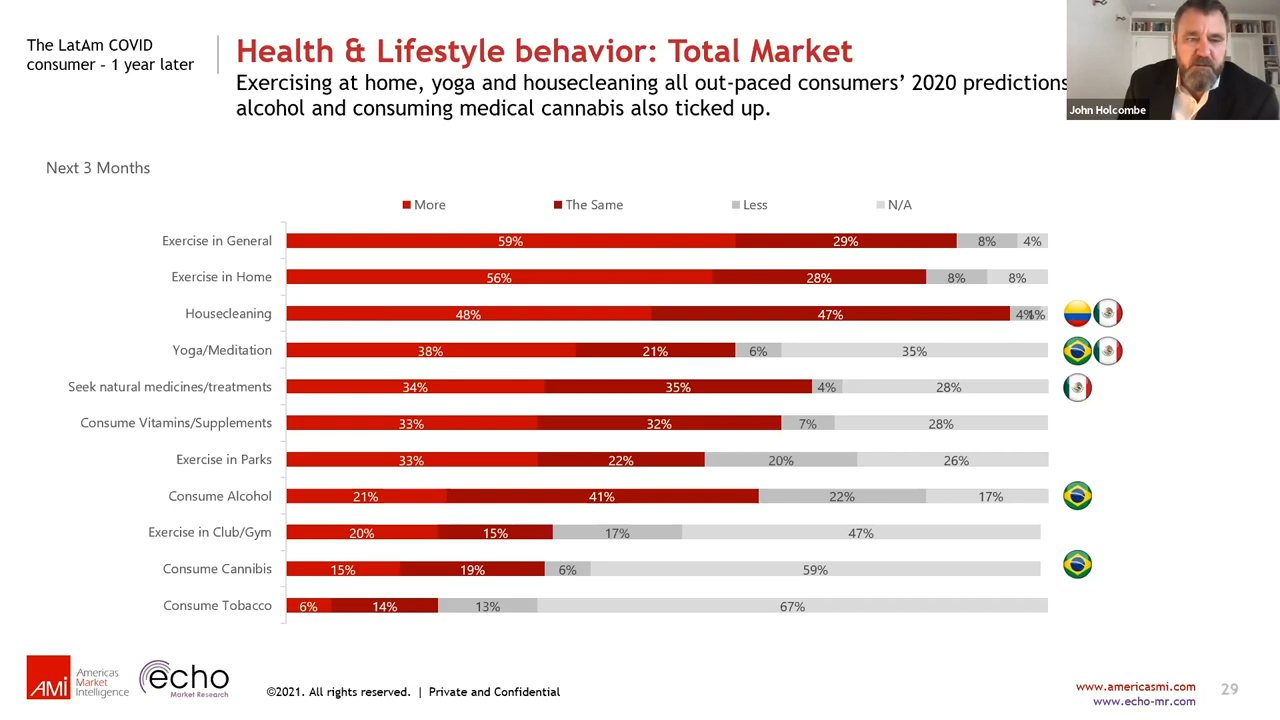 The LatAm COVID
consumer – 1 year later
Health & Lifestyle behavior: Total Market
Exercising at home, yoga and housecleaning all out-paced consumers' 2020 predictions
alcohol and consuming medical cannabis also ticked up.
John Holcombe
Next 3 Months
More The Same Less N/A
Exercise in General 59% 29% 8% 4%
Exercise in Home 56% 28% 8% 8%
Housecleaning 48% 47% 4% 1%
Yoga/Meditation 38% 21% 6% 35%
Seek natural medicines/treatments 34% 35% 4% 28%
Consume Vitamins/Supplements 33% 32% 7% 28%
Exercise in Parks 33% 22% 20% 26%
Consume Alcohol 21% 41% 22% 17%
Exercise in Club/Gym 20% 15% 17% 47%
Consume Cannibis 15% 19% 6% 59%
Consume Tobacco 6% 14% 13% 67%
AMI Americas
Market
Intelligence
echo
Market Research
©2021. All rights reserved. | Private and Confidential
www.americasmi.com
www.echo-mr.com
29